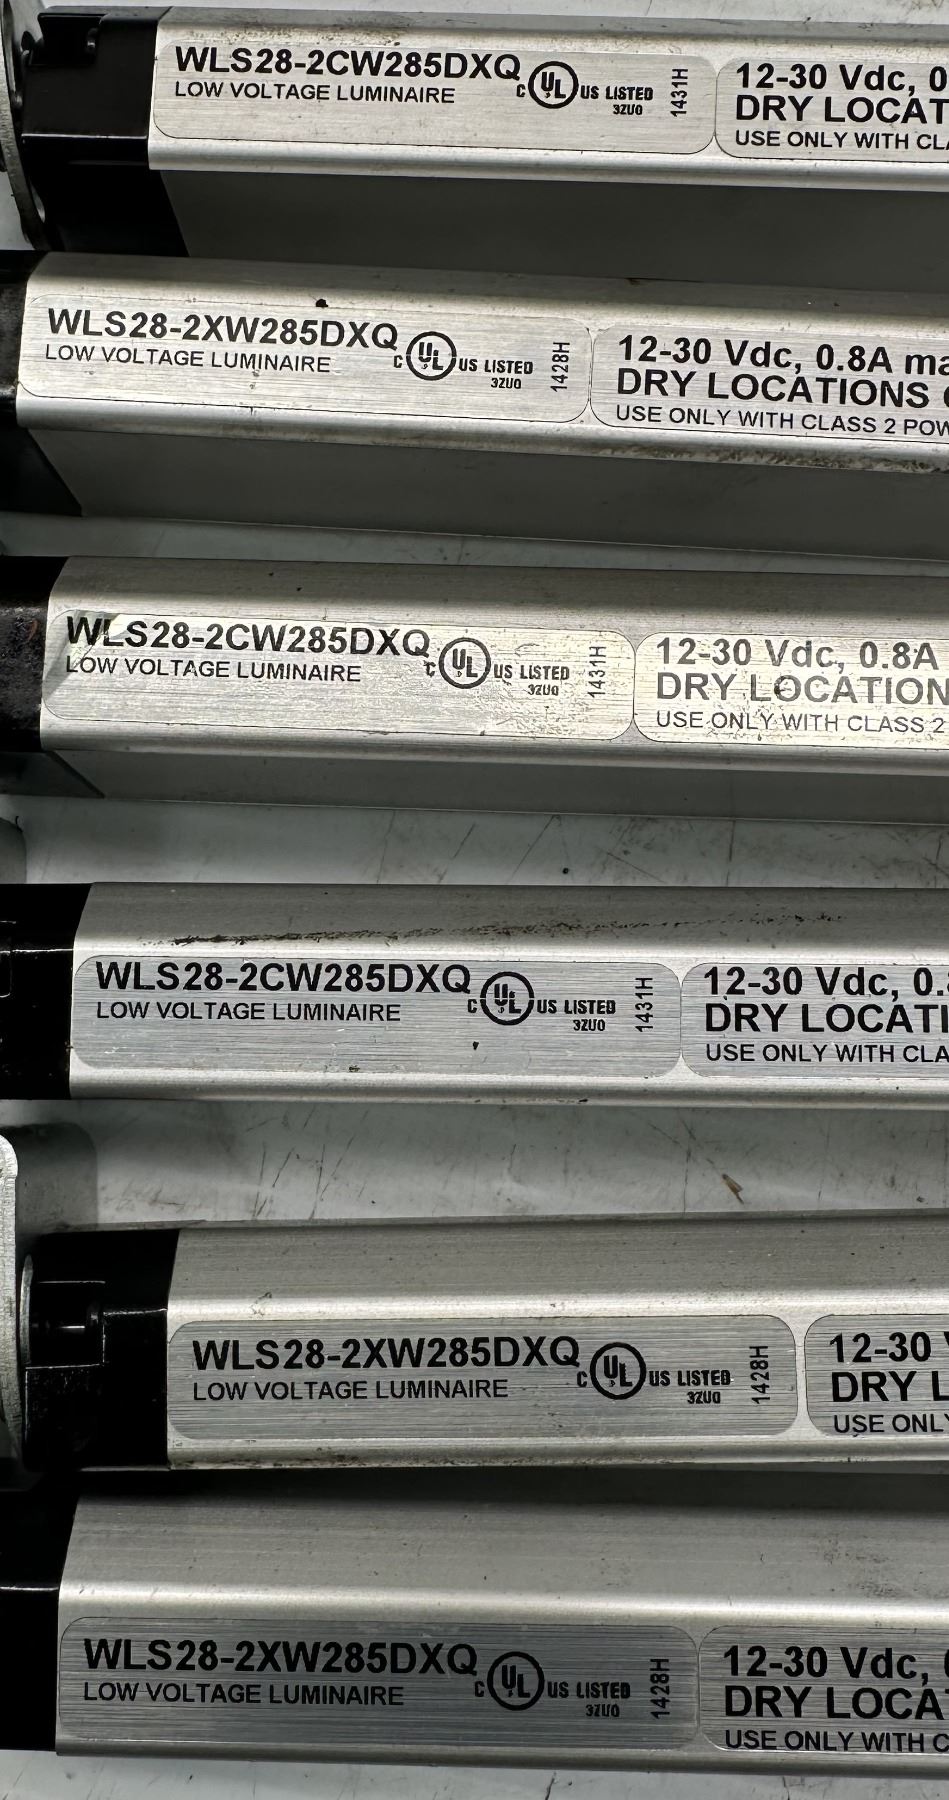 WLS28-2CW285DXQ
LOW VOLTAGE LUMINAIRE
C UL US LISTED
3ZU0
1431H
12-30 Vdc, 0
DRY LOCAT
USE ONLY WITH CL
WLS28-2XW285DXQ
LOW VOLTAGE LUMINAIRE
C UL US LISTED
3ZU0
1428H
12-30 Vdc, 0.8A ma
DRY LOCATIONS
USE ONLY WITH CLASS 2 POW
WLS28-2CW285DXQ
LOW VOLTAGE LUMINAIRE
C UL US LISTED
3ZU0
1431H
12-30 Vdc, 0.8A
DRY LOCATION
USE ONLY WITH CLASS 2
WLS28-2CW285DXQ
LOW VOLTAGE LUMINAIRE
C UL US LISTED
3ZU0
1431H
12-30 Vdc, 0.
DRY LOCATI
USE ONLY WITH CLA
WLS28-2XW285DXQ
LOW VOLTAGE LUMINAIRE
C UL US LISTED
3ZU0
1428H
12-30
DRY L
USE ONL
WLS28-2XW285DXQ
LOW VOLTAGE LUMINAIRE
C UL US LISTED
3ZU0
1428H
12-30 Vdc,
DRY LOCA
USE ONLY WITH C